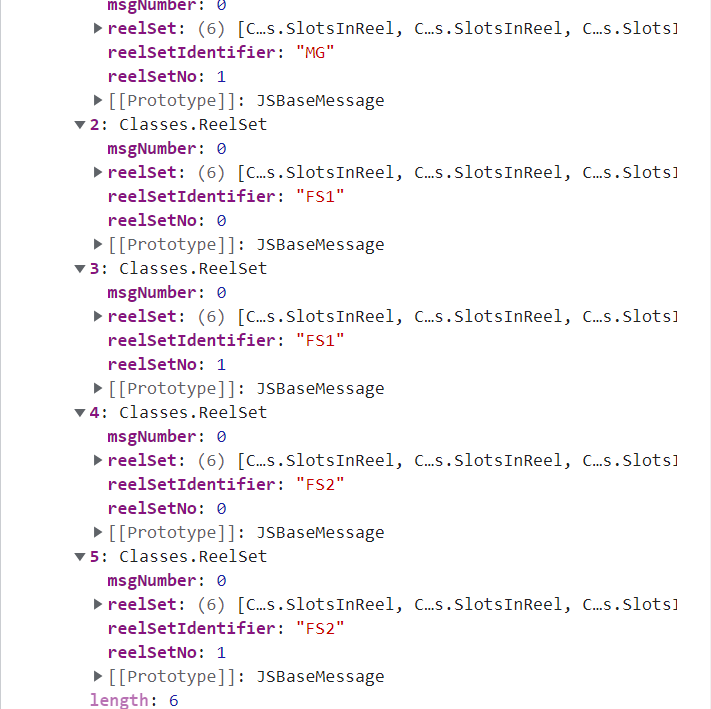 msgNumber: 0
▶reelSet: (6) [C…s.SlotsInReel, C…s.SlotsInReel, C…s.SlotsI
reelSetIdentifier: "MG"
reelSetNo: 1
▶[[Prototype]]: JSBaseMessage
▼2: Classes.ReelSet
msgNumber: 0
▶reelSet: (6) [C…s.SlotsInReel, C…s.SlotsInReel, C…s.SlotsI
reelSetIdentifier: "FS1"
reelSetNo: 0
▶[[Prototype]]: JSBaseMessage
▼3: Classes.ReelSet
msgNumber: 0
▶reelSet: (6) [C…s.SlotsInReel, C…s.SlotsInReel, C…s.SlotsI
reelSetIdentifier: "FS1"
reelSetNo: 1
▶[[Prototype]]: JSBaseMessage
▼4: Classes.ReelSet
msgNumber: 0
▶reelSet: (6) [C…s.SlotsInReel, C…s.SlotsInReel, C…s.SlotsI
reelSetIdentifier: "FS2"
reelSetNo: 0
▶[[Prototype]]: JSBaseMessage
▼5: Classes.ReelSet
msgNumber: 0
▶reelSet: (6) [C…s.SlotsInReel, C…s.SlotsInReel, C…s.SlotsI
reelSetIdentifier: "FS2"
reelSetNo: 1
▶[[Prototype]]: JSBaseMessage
length: 6